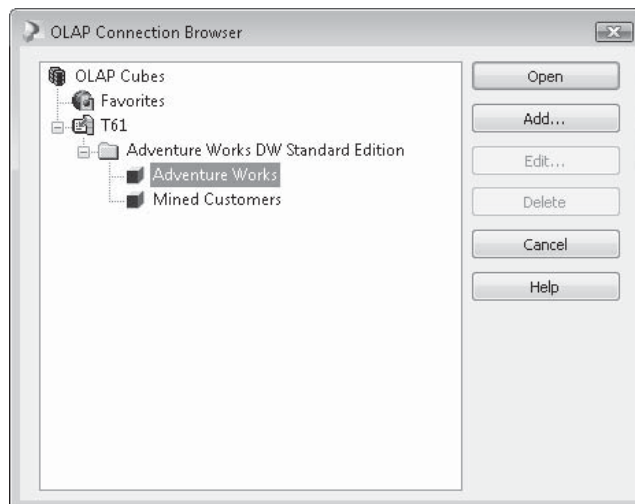 OLAP Connection Browser
OLAP Cubes
Favorites
T61
Adventure Works DW Standard Edition
Adventure Works
Mined Customers
Open
Add...
Edit...
Delete
Cancel
Help